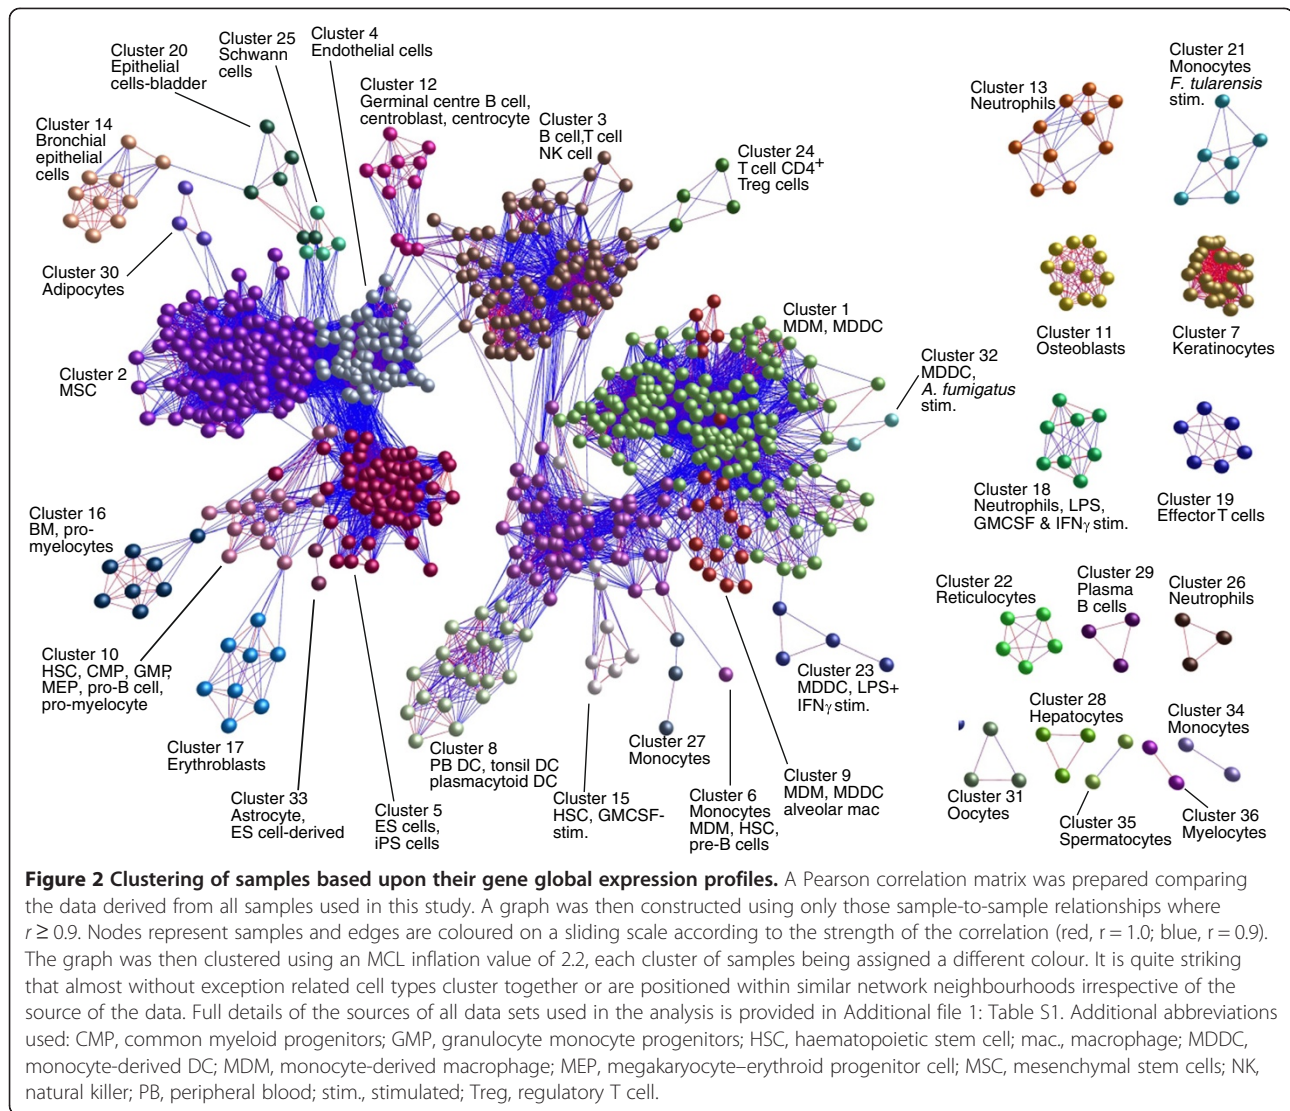 Cluster 20
Epithelial
cells-bladder
Cluster 25
Schwann
cells
Cluster 4
Endothelial cells
Cluster 12
Germinal centre B cell,
centroblast, centrocyte
Cluster 3
B cell,T cell
NK cell
Cluster 14
Bronchial
epithelial
cells
Cluster 24
T cell CD4+
Treg cells
Cluster 13
Neutrophils
Cluster 21
Monocytes
F. tularensis
stim.
Cluster 30
Adipocytes
Cluster 2
MSC
Cluster 1
MDM, MDDC
Cluster 32
MDDC,
A. fumigatus
stim.
Cluster 11
Osteoblasts
Cluster 7
Keratinocytes
Cluster 18
Neutrophils, LPS,
GMCSF & IFNγ stim.
Cluster 19
Effector T cells
Cluster 16
BM, pro-
myelocytes
Cluster 10
HSC, CMP, GMP,
MEP, pro-B cell,
pro-myelocyte
Cluster 17
Erythroblasts
Cluster 33
Astrocyte,
ES cell-derived
Cluster 5
ES cells,
iPS cells
Cluster 8
PB DC, tonsil DC
plasmacytoid DC
Cluster 15
HSC, GMCSF-
stim.
Cluster 27
Monocytes
Cluster 6
Monocytes
MDM, HSC,
pre-B cells
Cluster 9
MDM, MDDC
alveolar mac
Cluster 23
MDDC, LPS+
IFNγ stim.
Cluster 22
Reticulocytes
Cluster 29
Plasma
B cells
Cluster 26
Neutrophils
Cluster 28
Hepatocytes
Cluster 34
Monocytes
Cluster 31
Oocytes
Cluster 35
Spermatocytes
Cluster 36
Myelocytes
Figure 2 Clustering of samples based upon their gene global expression profiles. A Pearson correlation matrix was prepared comparing
the data derived from all samples used in this study. A graph was then constructed using only those sample-to-sample relationships where
r ≥ 0.9. Nodes represent samples and edges are coloured on a sliding scale according to the strength of the correlation (red, r = 1.0; blue, r = 0.9).
The graph was then clustered using an MCL inflation value of 2.2, each cluster of samples being assigned a different colour. It is quite striking
that almost without exception related cell types cluster together or are positioned within similar network neighbourhoods irrespective of the
source of the data. Full details of the sources of all data sets used in the analysis is provided in Additional file 1: Table S1. Additional abbreviations
used: CMP, common myeloid progenitors; GMP, granulocyte monocyte progenitors; HSC, haematopoietic stem cell; mac., macrophage; MDDC,
monocyte-derived DC; MDM, monocyte-derived macrophage; MEP, megakaryocyte–erythroid progenitor cell; MSC, mesenchymal stem cells; NK,
natural killer; PB, peripheral blood; stim., stimulated; Treg, regulatory T cell.